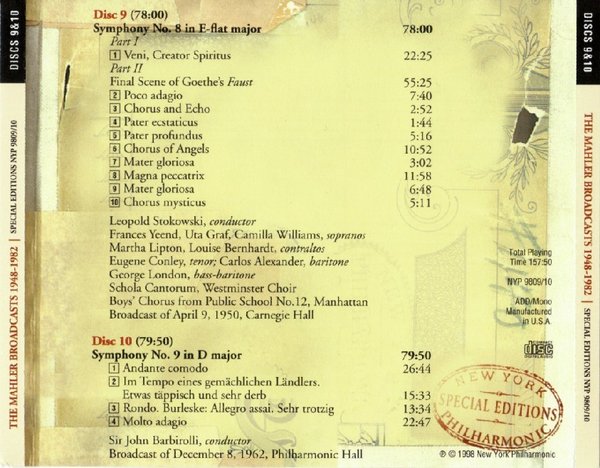 DISCS 9&10
THE MAHLER BROADCASTS 1948-1982 | SPECIAL EDITIONS NYP 9809/10
Disc 9 (78:00)
Symphony No. 8 in E-flat major 78:00
Part I
1 Veni, Creator Spiritus 22:25
Part II
Final Scene of Goethe's Faust 55:25
2 Poco adagio 7:40
3 Chorus and Echo 2:52
4 Pater ecstaticus 1:44
5 Pater profundus 5:16
6 Chorus of Angels 10:52
7 Mater gloriosa 3:02
8 Magna peccatrix 11:58
9 Mater gloriosa 6:48
10 Chorus mysticus 5:11
Leopold Stokowski, conductor
Frances Yeend, Uta Graf, Camilla Williams, sopranos
Martha Lipton, Louise Bernhardt, contraltos
Eugene Conley, tenor; Carlos Alexander, baritone
George London, bass-baritone
Schola Cantorum, Westminster Choir
Boys' Chorus from Public School No.12, Manhattan
Broadcast of April 9, 1950, Carnegie Hall
Disc 10 (79:50)
Symphony No. 9 in D major 79:50
1 Andante comodo 26:44
2 Im Tempo eines gemächlichen Ländlers.
Etwas täppisch und sehr derb 15:33
3 Rondo. Burleske: Allegro assai. Sehr trotzig 13:34
4 Molto adagio 22:47
Sir John Barbirolli, conductor
Broadcast of December 8, 1962, Philharmonic Hall
Total Playing
Time 157:50
NYP 9809/10
ADD/Mono
Manufactured
in U.S.A.
COMPACT
disc
DIGITAL AUDIO
NEW YORK
SPECIAL EDITIONS
PHILHARMONIC
℗ © 1998 New York Philharmonic
DISCS 9&10
THE MAHLER BROADCASTS 1948-1982 | SPECIAL EDITIONS NYP 9809/10